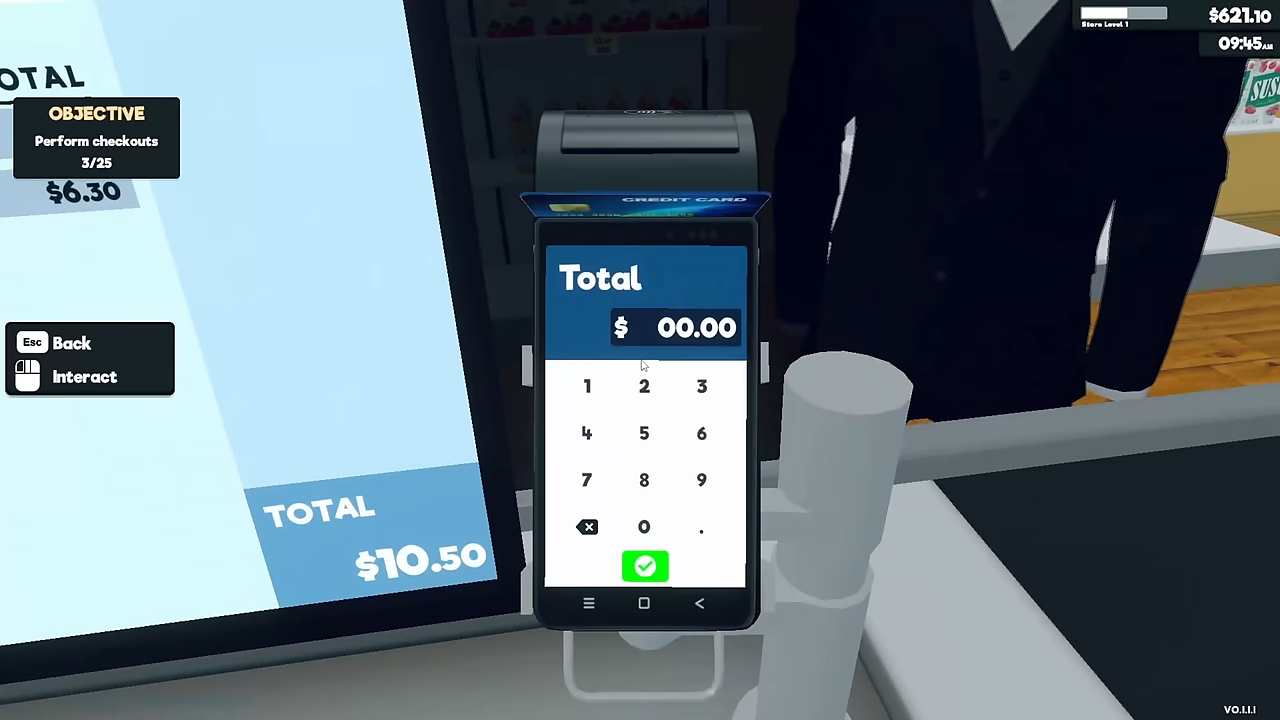 OTAL
$6.30
OBJECTIVE
Perform checkouts
3/25
Esc Back
Interact
TOTAL
$10.50
CREDIT CARD
Total
$ 00.00
1 2 3
4 5 6
7 8 9
0 .
Store Level 1
$621.10
09:45AM
SUS
V0.1.1.1